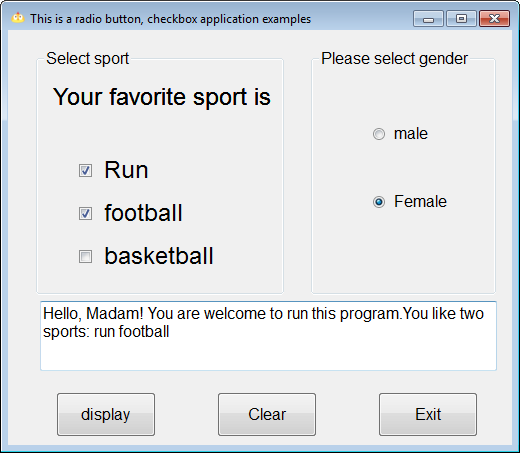 This is a radio button, checkbox application examples
Select sport
Your favorite sport is
Run
football
basketball
Please select gender
male
Female
Hello, Madam! You are welcome to run this program.You like two
sports: run football
display
Clear
Exit